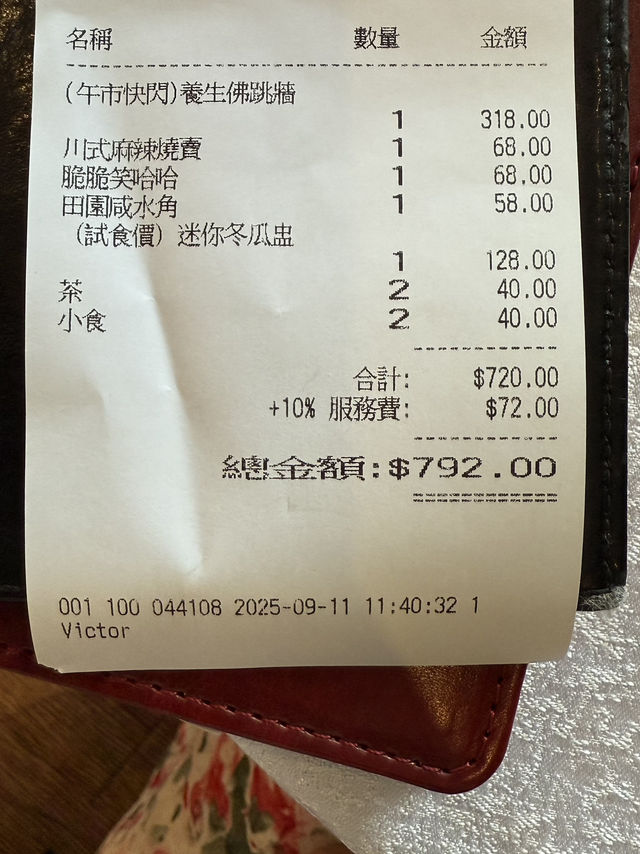 名稱 數量 金額
(午市快閃)養生佛跳牆
1 318.00
川式麻辣燒賣 1 68.00
脆脆笑哈哈 1 68.00
田園咸水角 1 58.00
(試食價) 迷你冬瓜盅
1 128.00
茶 2 40.00
小食 2 40.00
合計: $720.00
+10% 服務費: $72.00
總金額:$792.00
001 100 044108 2025-09-11 11:40:32 1
Victor